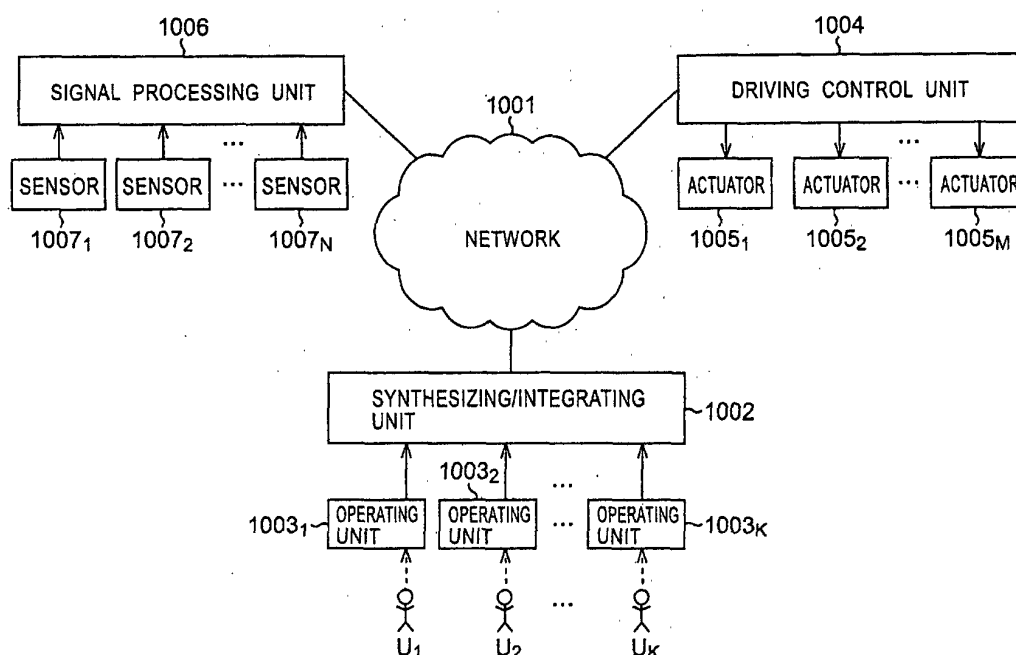 1006
SIGNAL PROCESSING UNIT
SENSOR SENSOR ... SENSOR
...
1007₁ 1007₂ 1007N
1004
DRIVING CONTROL UNIT
...
ACTUATOR ACTUATOR ... ACTUATOR
1005₁ 1005₂ 1005M
1001
NETWORK
SYNTHESIZING/INTEGRATING
UNIT
1002
1003₂
...
1003₁
OPERATING
UNIT
OPERATING
UNIT
...
OPERATING
UNIT
1003K
...
U₁ U₂ UK